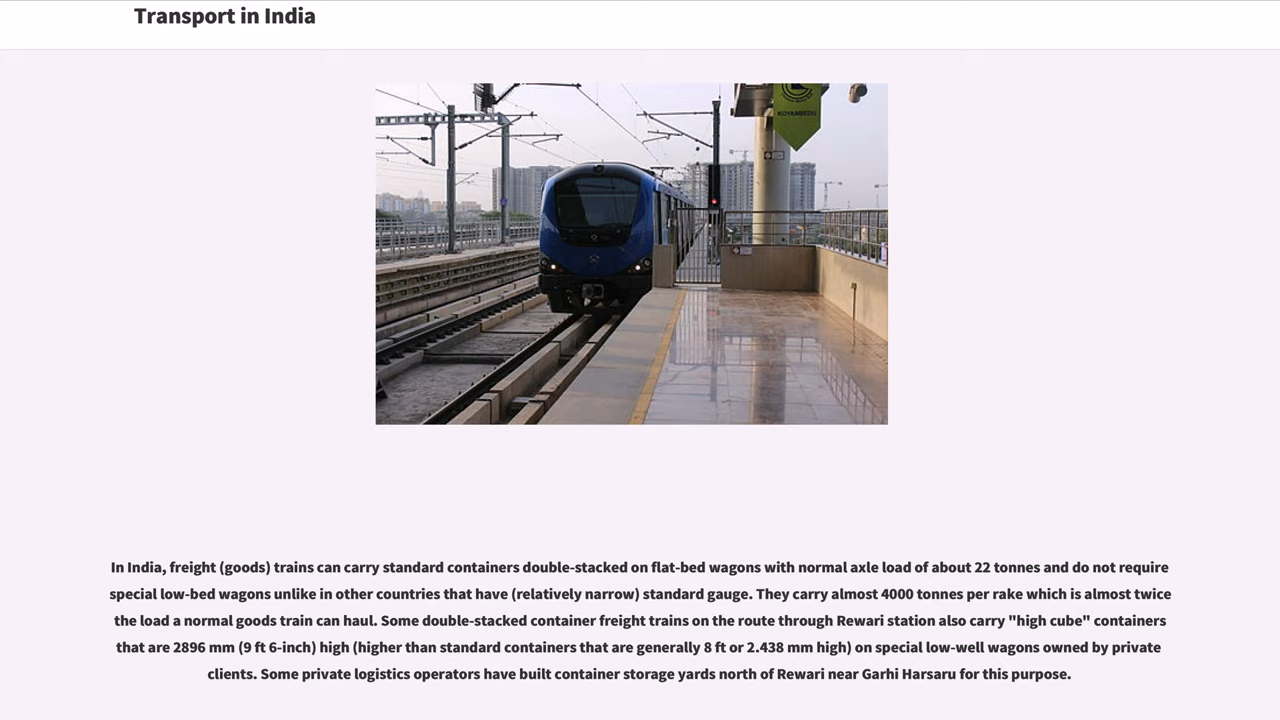 Transport in India
KOYAMBEDU
In India, freight (goods) trains can carry standard containers double-stacked on flat-bed wagons with normal axle load of about 22 tonnes and do not require
special low-bed wagons unlike in other countries that have (relatively narrow) standard gauge. They carry almost 4000 tonnes per rake which is almost twice
the load a normal goods train can haul. Some double-stacked container freight trains on the route through Rewari station also carry "high cube" containers
that are 2896 mm (9 ft 6-inch) high (higher than standard containers that are generally 8 ft or 2.438 mm high) on special low-well wagons owned by private
clients. Some private logistics operators have built container storage yards north of Rewari near Garhi Harsaru for this purpose.